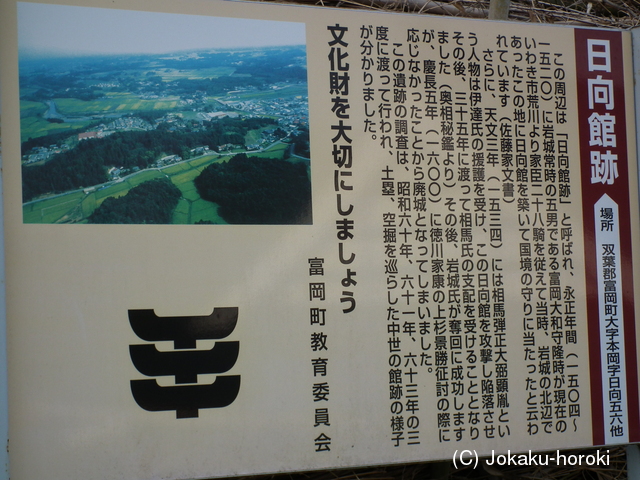 日向館跡
場所 双葉郡富岡町大字本岡字日向五六他
この周辺は「日向館跡」と呼ばれ、永正年間（一五〇四～
一五二〇）に岩城常時の五男である富岡大和守隆時が現在の
いわき市荒川より家臣二十八騎を従えて当時、岩城の北辺で
あったこの地に日向館を築いて国境の守りに当たったと云わ
れています。（佐藤家文書）
さらに、天文三年（一五三四）には相馬弾正大弼顕胤とい
う人物は伊達氏の援護を受け、この日向館を攻撃し陥落させ
その後、三十五年に渡って相馬氏の支配を受けることとなり
ました（奥相秘鑑より）その後、岩城氏が奪回に成功します
が、慶長五年（一六〇〇）に徳川家康の上杉景勝征討の際に
応じなかったことから廃城となってしまいました。
この遺跡の調査は、昭和六十年、六十一年、六十三年の三
度に渡って行われ、土塁、空掘を巡らした中世の館跡の様子
が分かりました。
文化財を大切にしましょう
富岡町教育委員会
(C) Jokaku-horoki